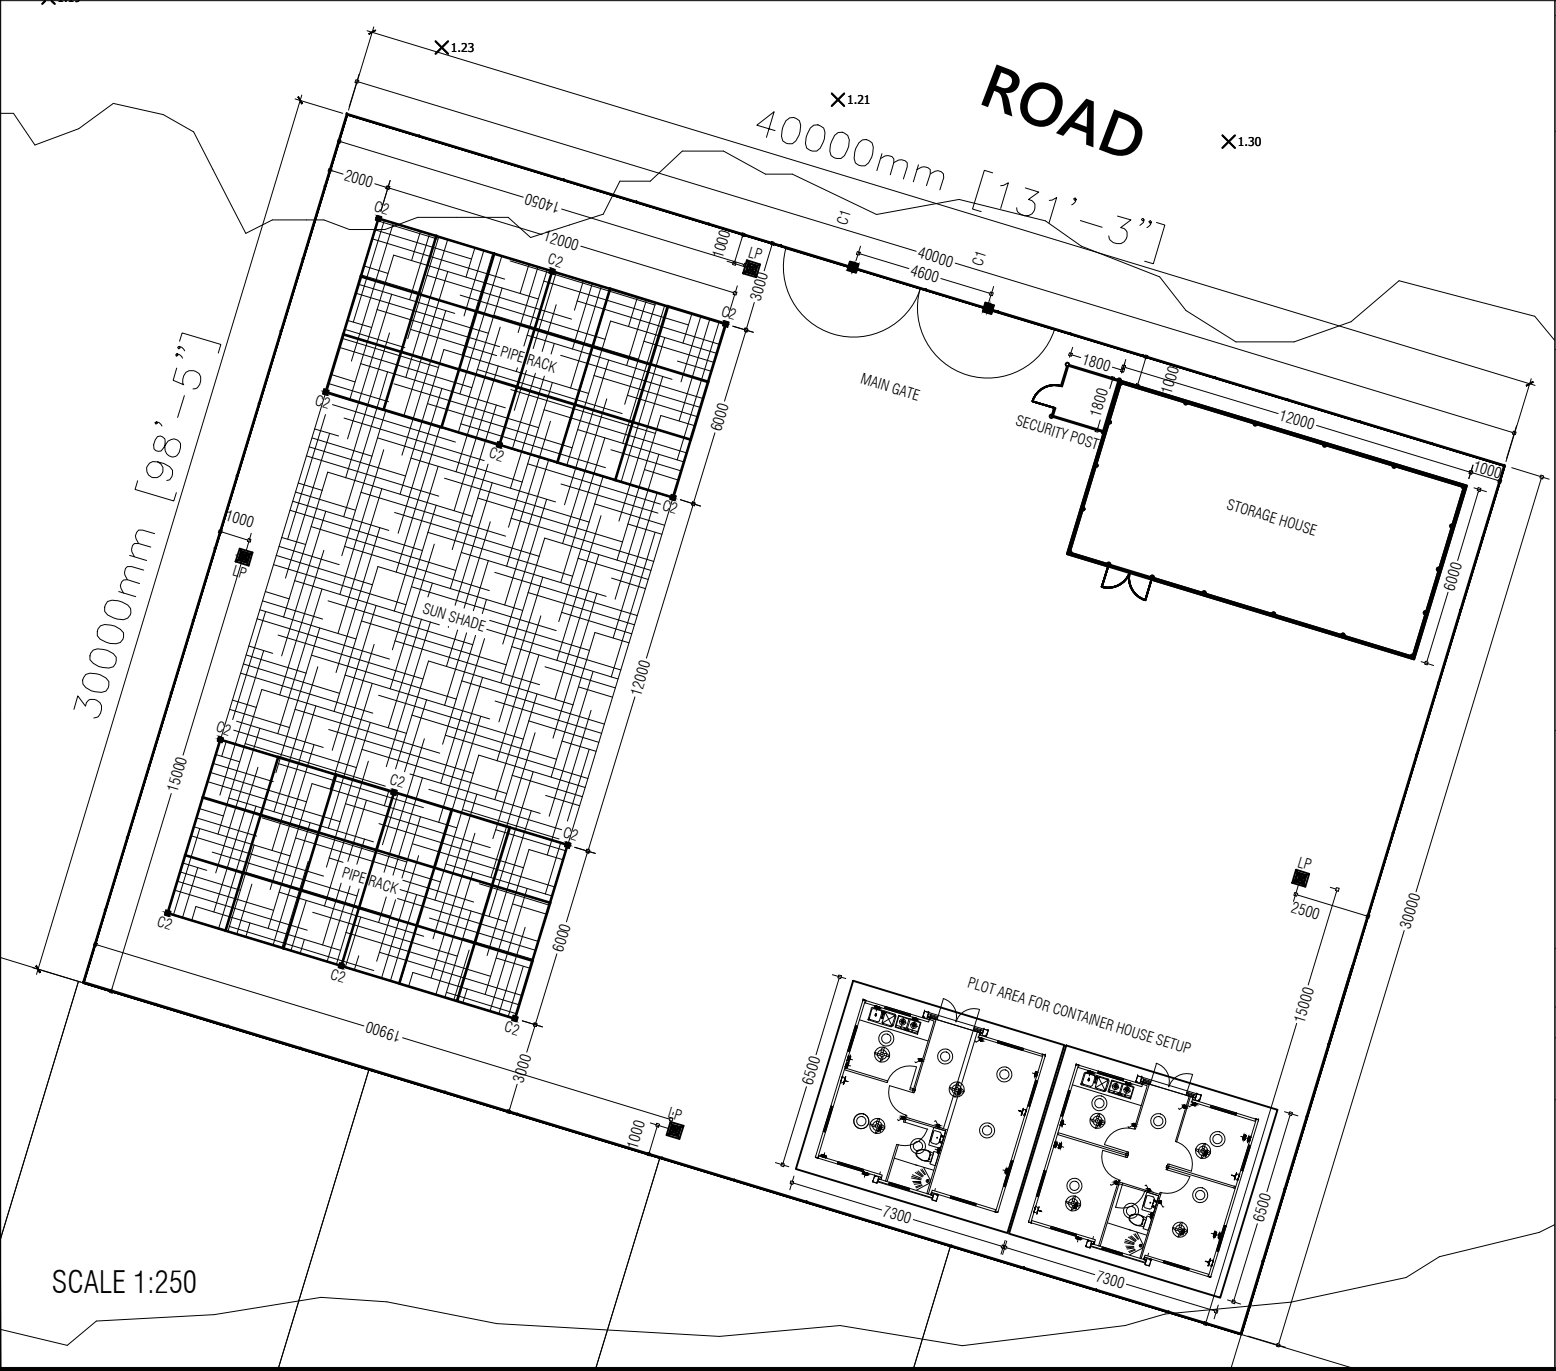 1.23
1.21
ROAD
1.30
40000mm [131'-3"]
2000
14050
C2
12000
1000
LP
3000
C1
40000
C1
4600
C2
C2
PIPE RACK
MAIN GATE
1800
1000
1800
12000
SECURITY POST
1000
STORAGE HOUSE
6000
6000
C2
C2
C2
30000mm [98'-5"]
1000
LP
SUN SHADE
12000
C2
C2
C2
15000
PIPE RACK
6000
C2
C2
C2
LP
2500
30000
15000
19900
3000
LP
1000
PLOT AREA FOR CONTAINER HOUSE SETUP
6500
7300
6500
7300
SCALE 1:250